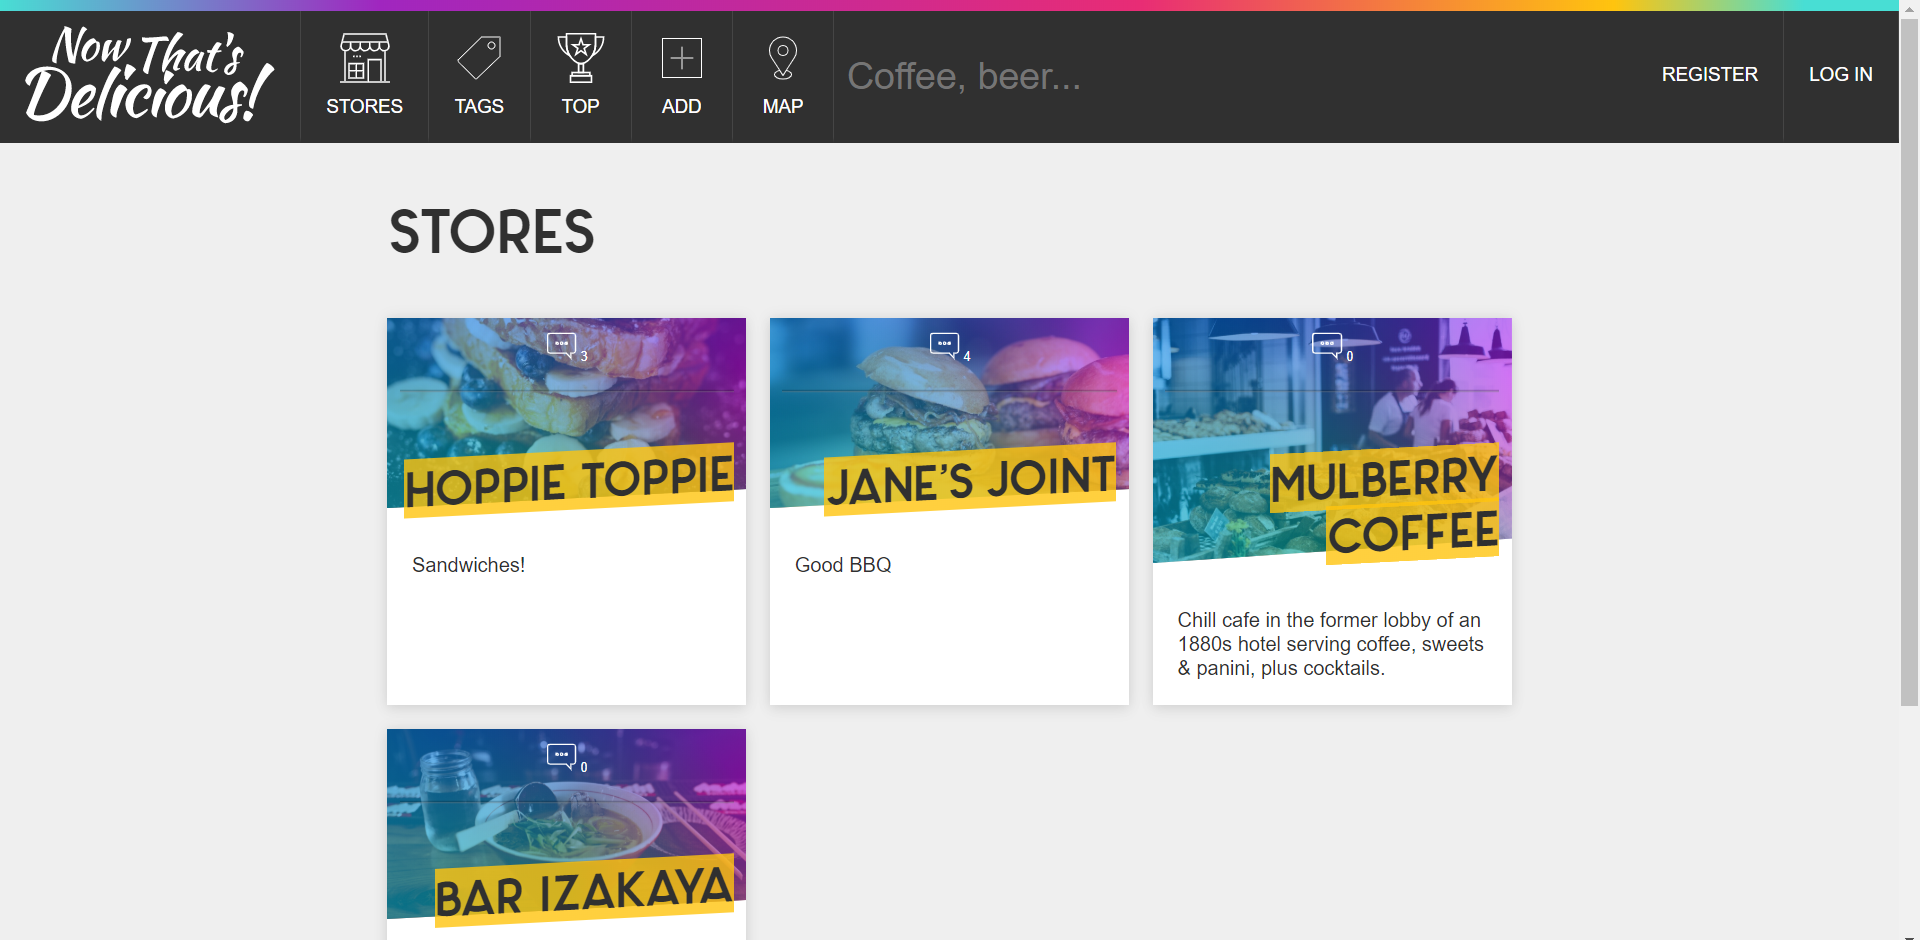 Now That's
Delicious!
STORES
TAGS
TOP
ADD
MAP
Coffee, beer...
REGISTER
LOG IN
STORES
3
HOPPIE TOPPIE
Sandwiches!
4
JANE'S JOINT
Good BBQ
0
MULBERRY
COFFEE
Chill cafe in the former lobby of an
1880s hotel serving coffee, sweets
& panini, plus cocktails.
0
BAR IZAKAYA